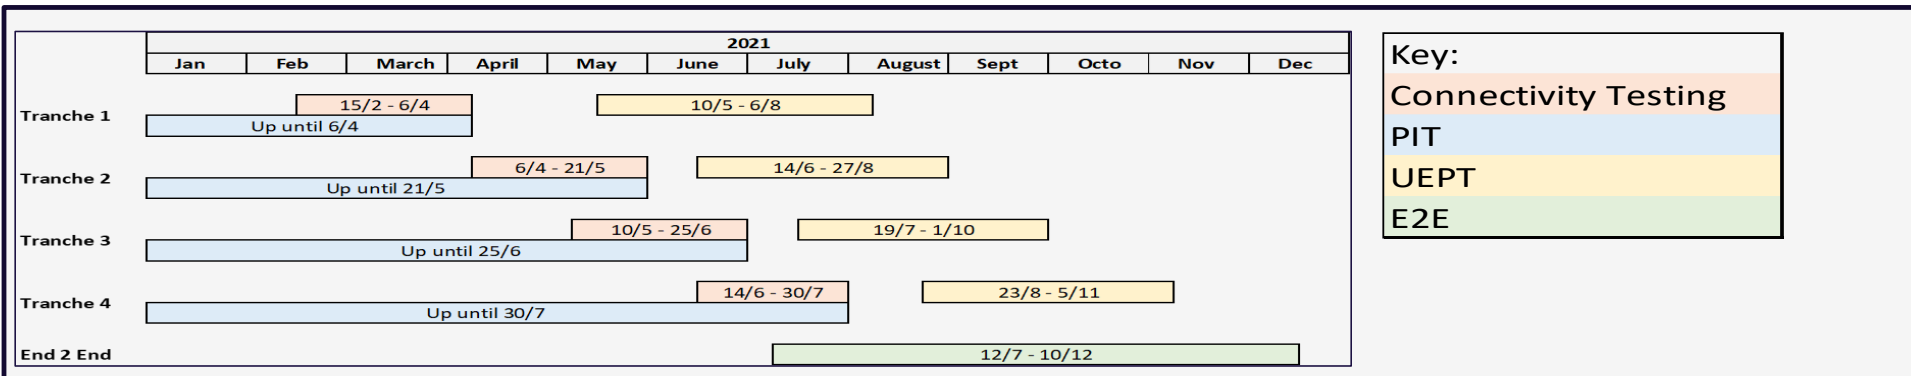 2021
Jan Feb March April May June July August Sept Octo Nov Dec
Tranche 1
15/2 - 6/4
10/5 - 6/8
Up until 6/4
Tranche 2
6/4 - 21/5
14/6 - 27/8
Up until 21/5
Tranche 3
10/5 - 25/6
19/7 - 1/10
Up until 25/6
Tranche 4
14/6 - 30/7
23/8 - 5/11
Up until 30/7
End 2 End
12/7 - 10/12
Key:
Connectivity Testing
PIT
UEPT
E2E